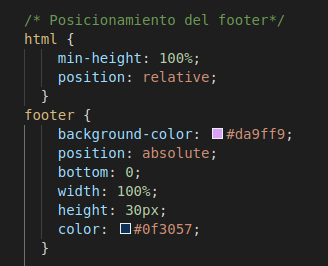 /* Posicionamiento del footer*/
html {
    min-height: 100%;
    position: relative;
  }
footer {
    background-color: #da9ff9;
    position: absolute;
    bottom: 0;
    width: 100%;
    height: 30px;
    color: #0f3057;
  }